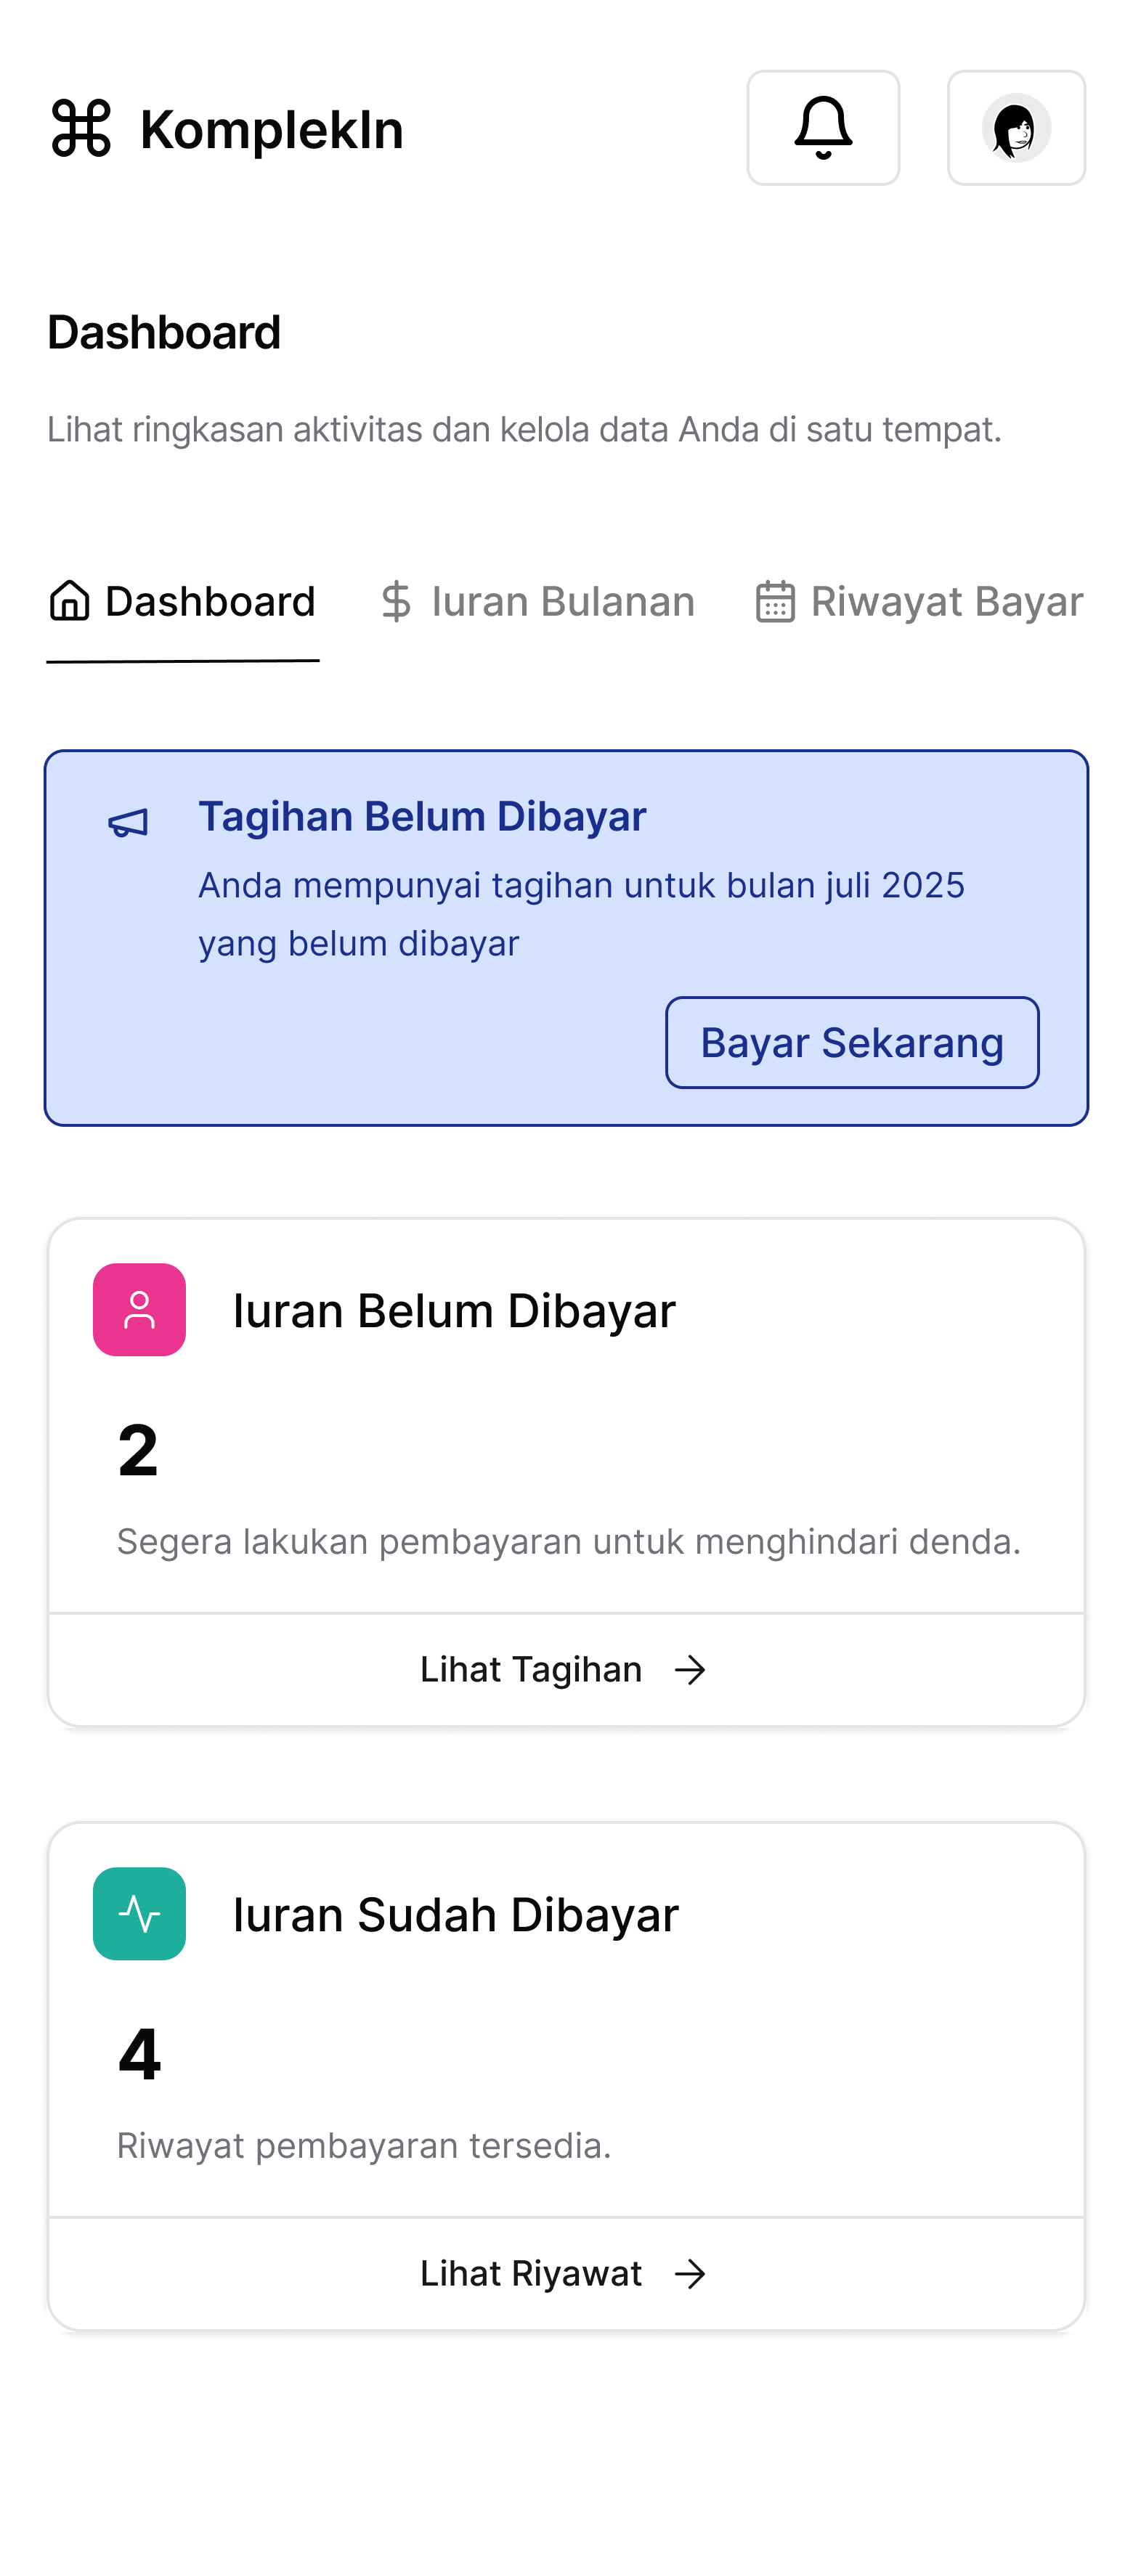 KomplekIn
Dashboard
Lihat ringkasan aktivitas dan kelola data Anda di satu tempat.
Dashboard Iuran Bulanan Riwayat Bayar
Tagihan Belum Dibayar
Anda mempunyai tagihan untuk bulan juli 2025
yang belum dibayar
Bayar Sekarang
Iuran Belum Dibayar
2
Segera lakukan pembayaran untuk menghindari denda.
Lihat Tagihan
Iuran Sudah Dibayar
4
Riwayat pembayaran tersedia.
Lihat Riyawat